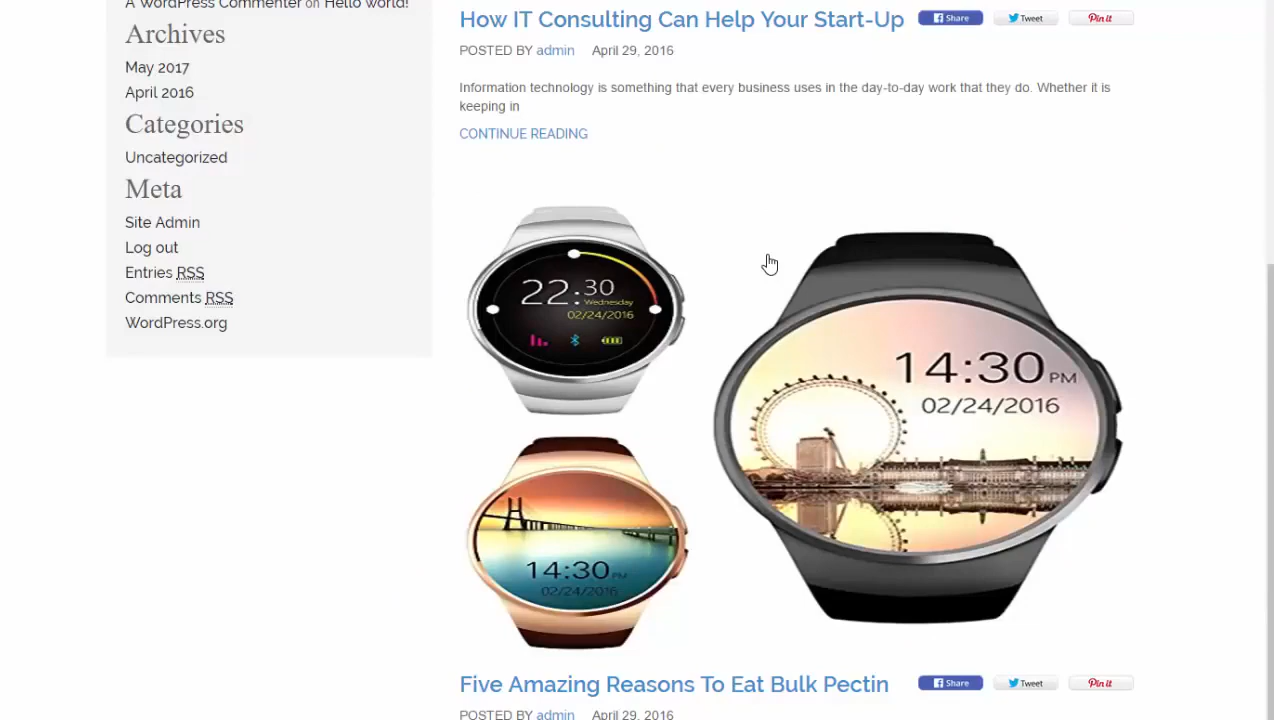 A WordPress Commenter on Hello world!
Archives
May 2017
April 2016
Categories
Uncategorized
Meta
Site Admin
Log out
Entries RSS
Comments RSS
WordPress.org
How IT Consulting Can Help Your Start-Up
Share
Tweet
Pin it
POSTED BY admin April 29, 2016
Information technology is something that every business uses in the day-to-day work that they do. Whether it is
keeping in
CONTINUE READING
22:30
Wednesday
02/24/2016
14:30 PM
02/24/2016
14:30 PM
02/24/2016
Five Amazing Reasons To Eat Bulk Pectin
Share
Tweet
Pin it
POSTED BY admin April 29, 2016